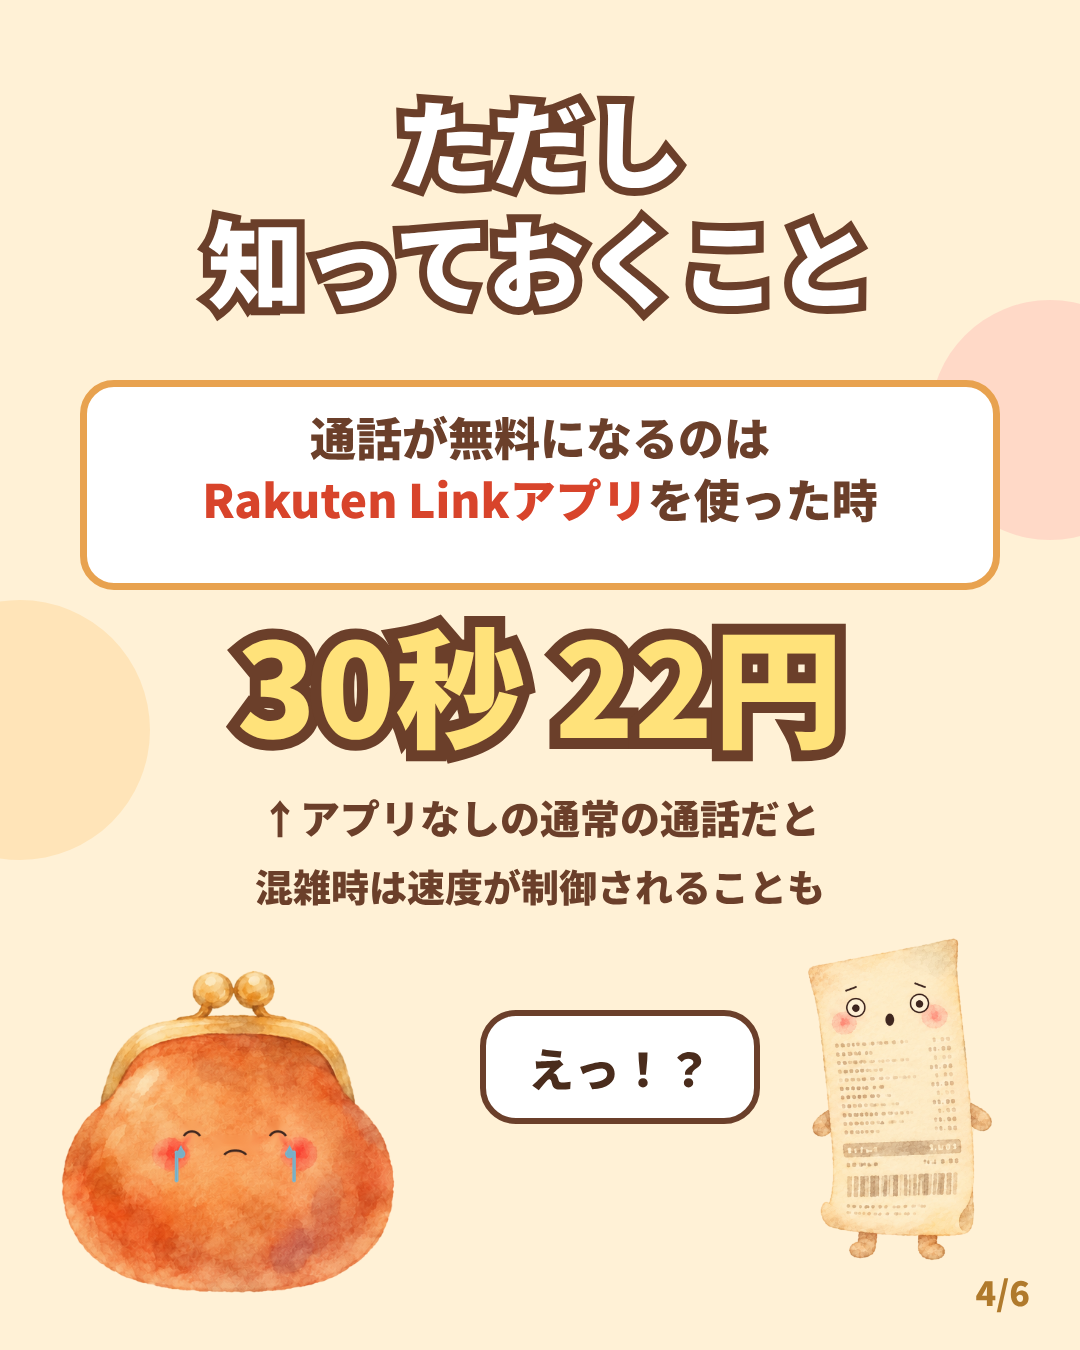 ただし
知っておくこと
通話が無料になるのは
Rakuten Linkアプリを使った時
30秒 22円
↑アプリなしの通常の通話だと
混雑時は速度が制御されることも
えっ！？
4/6